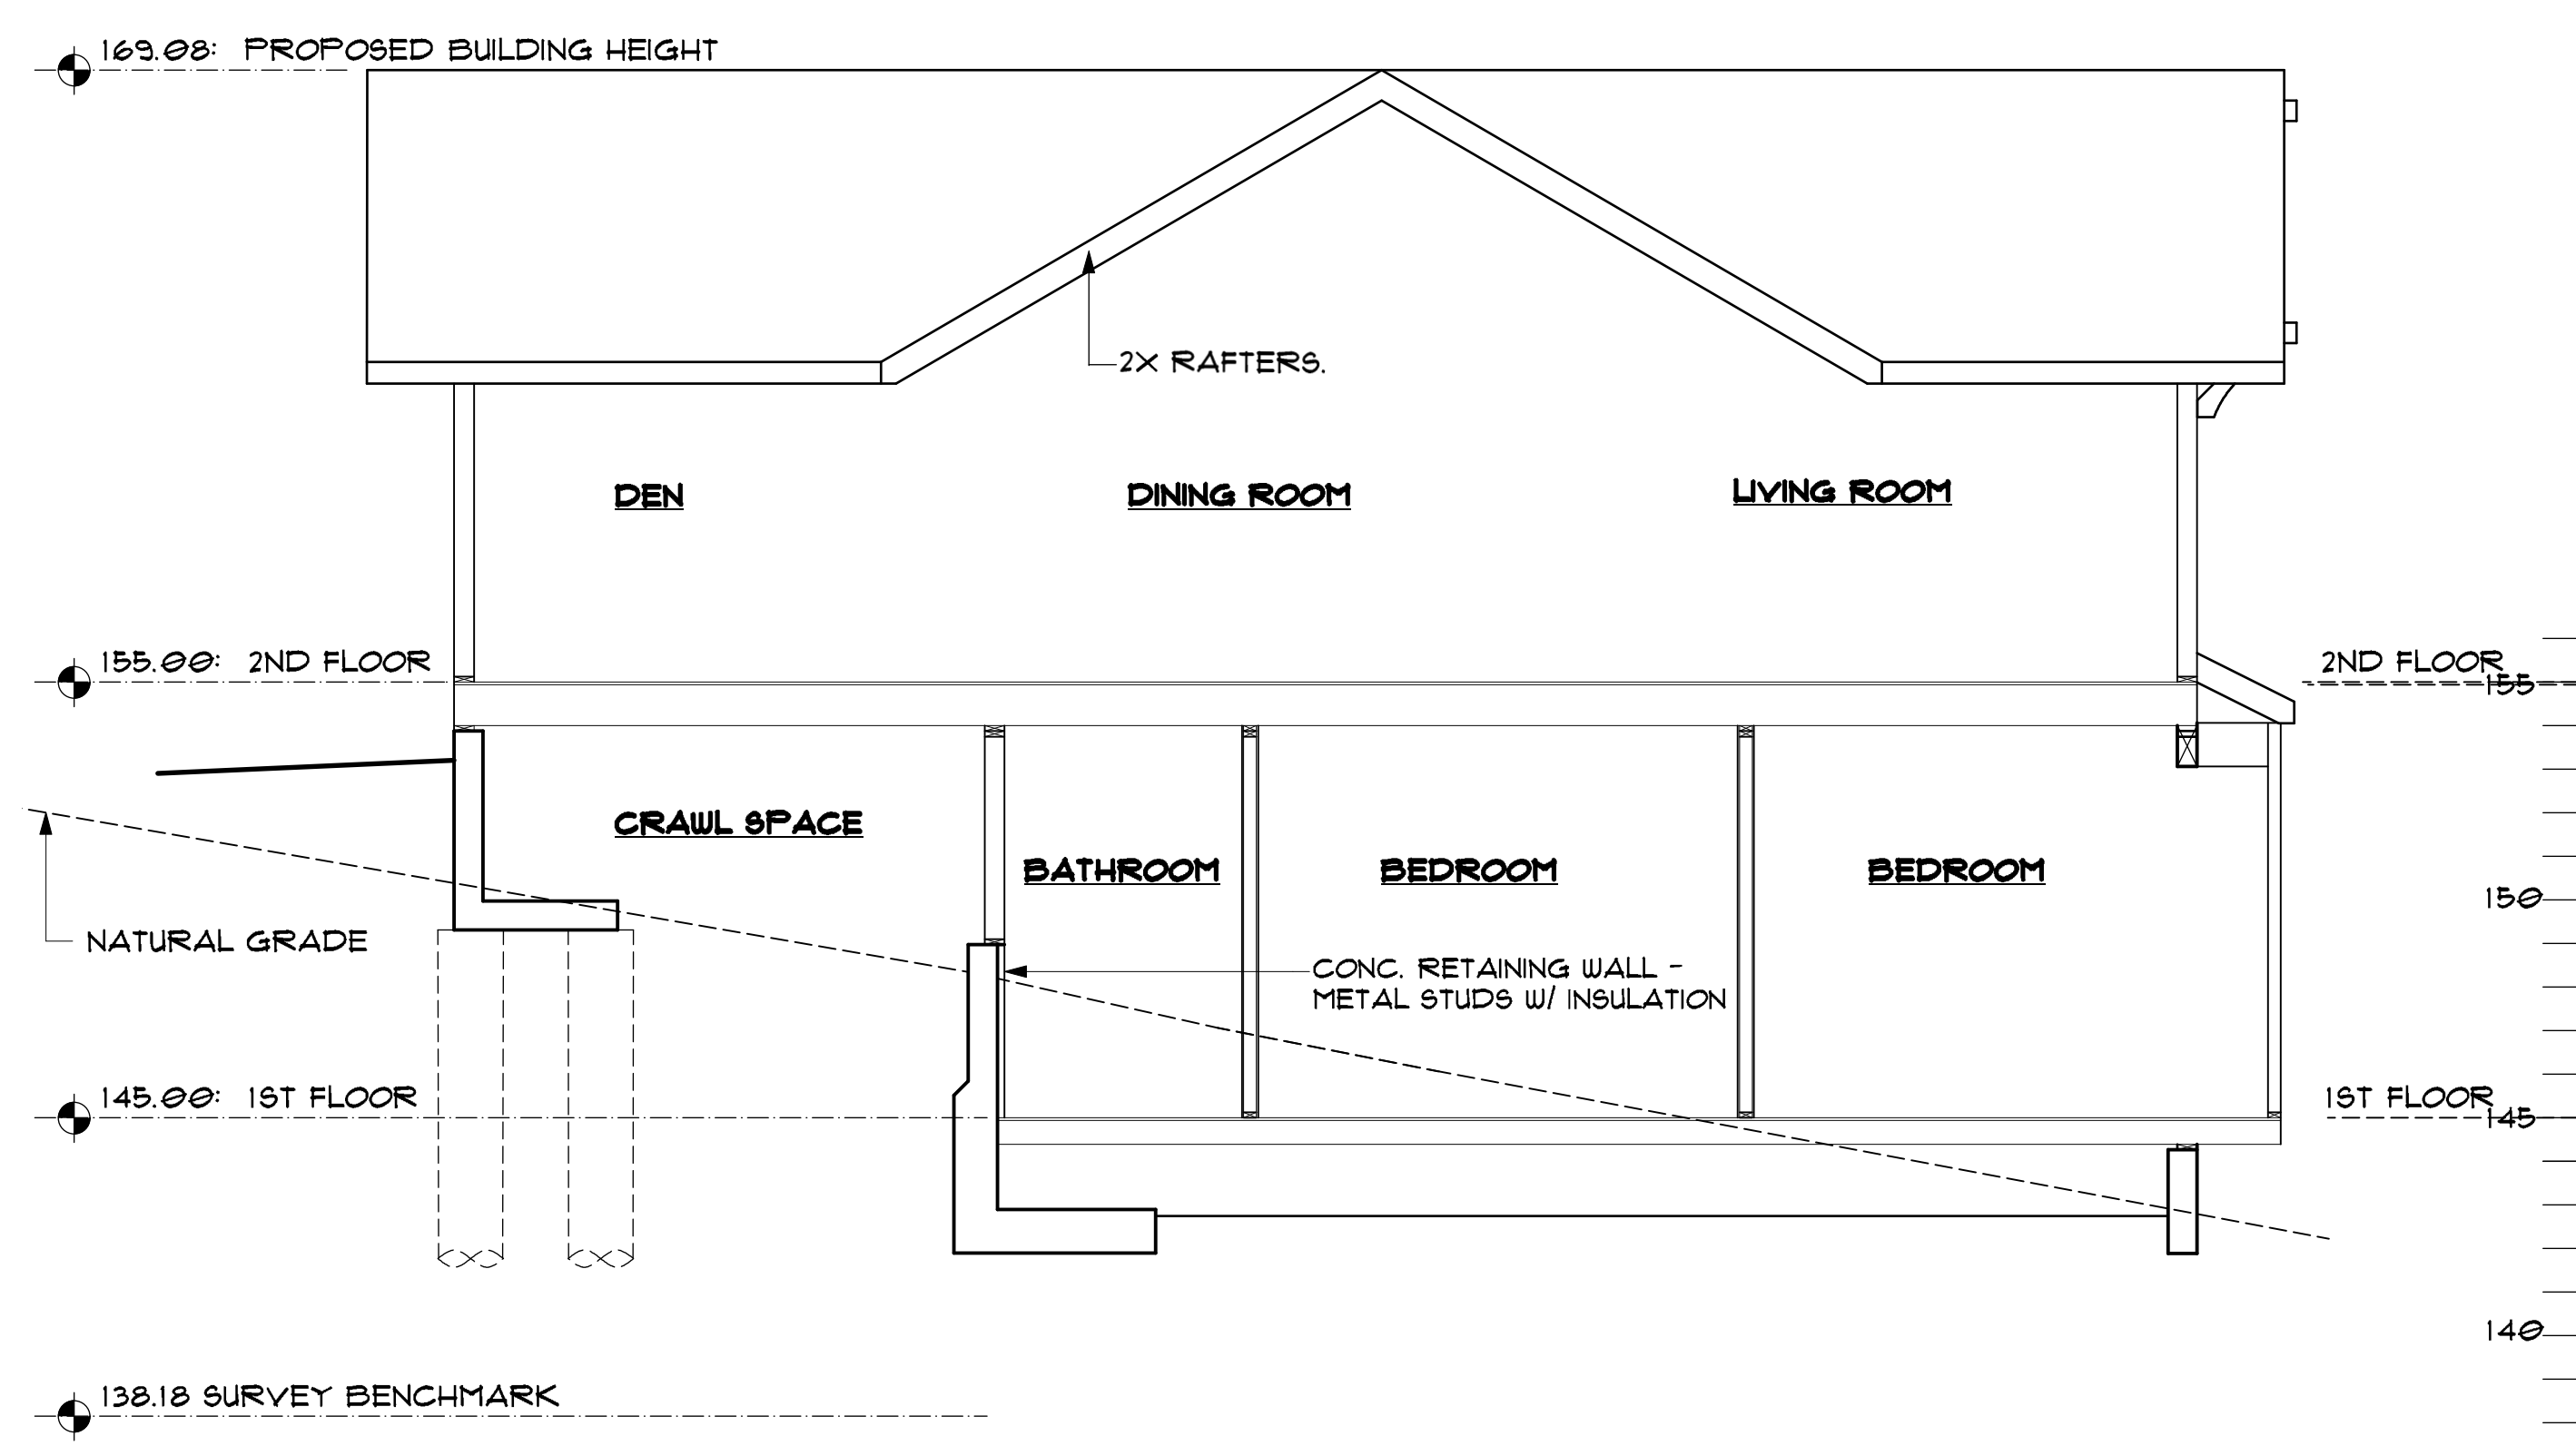 169.08: PROPOSED BUILDING HEIGHT
2X RAFTERS.
DEN
DINING ROOM
LIVING ROOM
155.00: 2ND FLOOR
2ND FLOOR
155
CRAWL SPACE
BATHROOM
BEDROOM
BEDROOM
150
NATURAL GRADE
CONC. RETAINING WALL -
METAL STUDS W/ INSULATION
145.00: 1ST FLOOR
1ST FLOOR
145
140
138.18 SURVEY BENCHMARK